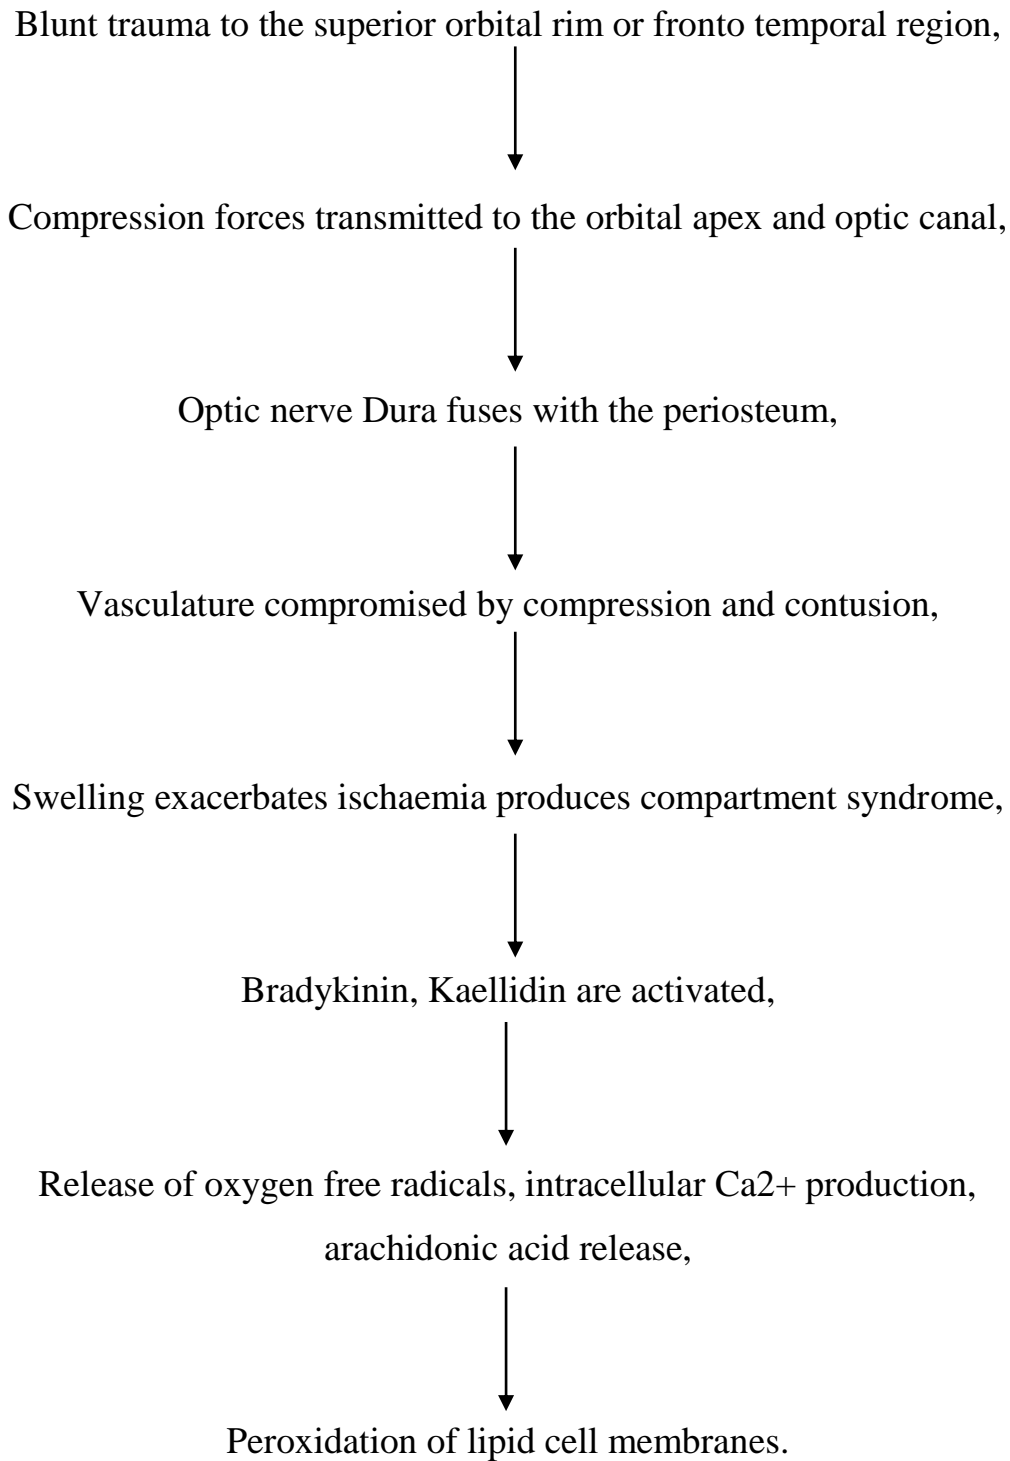 Blunt trauma to the superior orbital rim or fronto temporal region,
Compression forces transmitted to the orbital apex and optic canal,
Optic nerve Dura fuses with the periosteum,
Vasculature compromised by compression and contusion,
Swelling exacerbates ischaemia produces compartment syndrome,
Bradykinin, Kaellidin are activated,
Release of oxygen free radicals, intracellular Ca2+ production,
arachidonic acid release,
Peroxidation of lipid cell membranes.